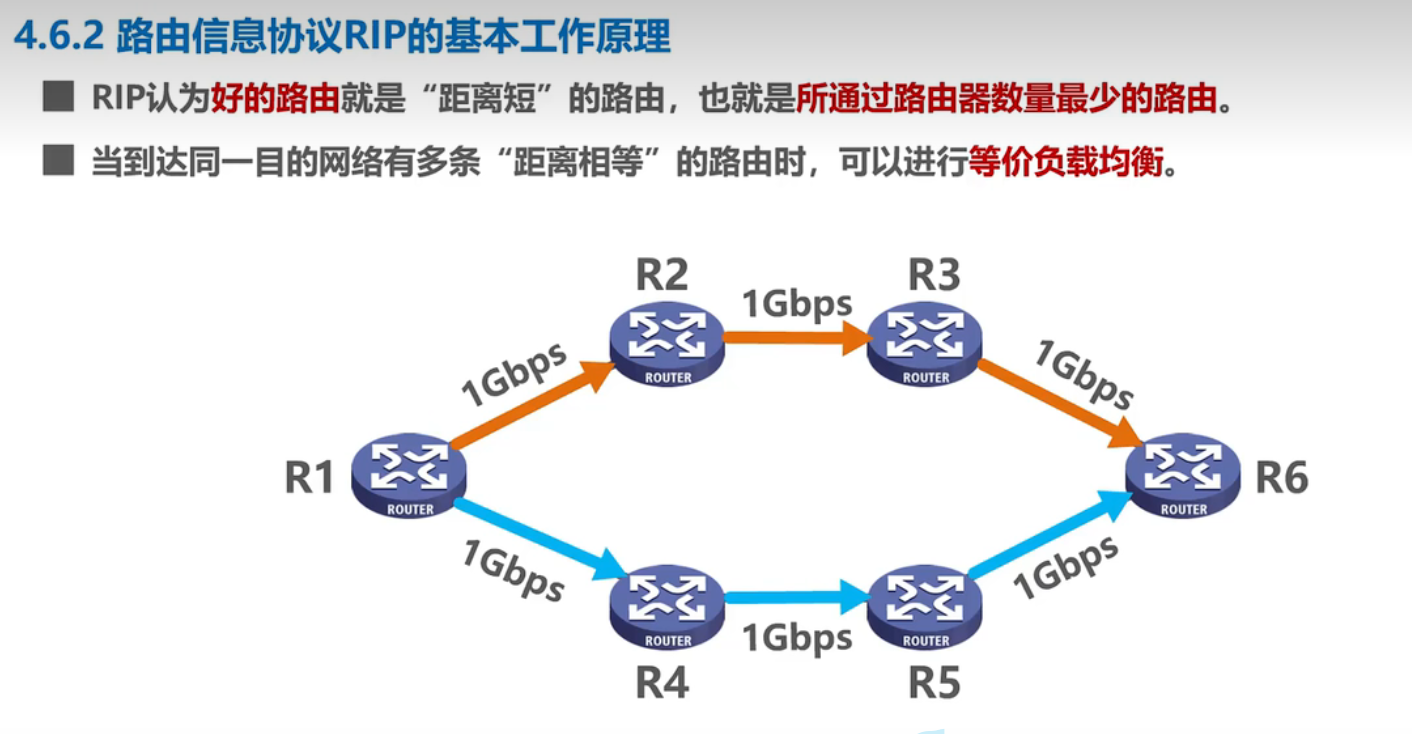 4.6.2 路由信息协议RIP的基本工作原理
RIP认为好的路由就是“距离短”的路由，也就是所通过路由器数量最少的路由。
当到达同一目的网络有多条“距离相等”的路由时，可以进行等价负载均衡。
R2
R3
1Gbps
1Gbps
1Gbps
ROUTER
ROUTER
R1
R6
ROUTER
ROUTER
1Gbps
1Gbps
1Gbps
ROUTER
ROUTER
R4
R5